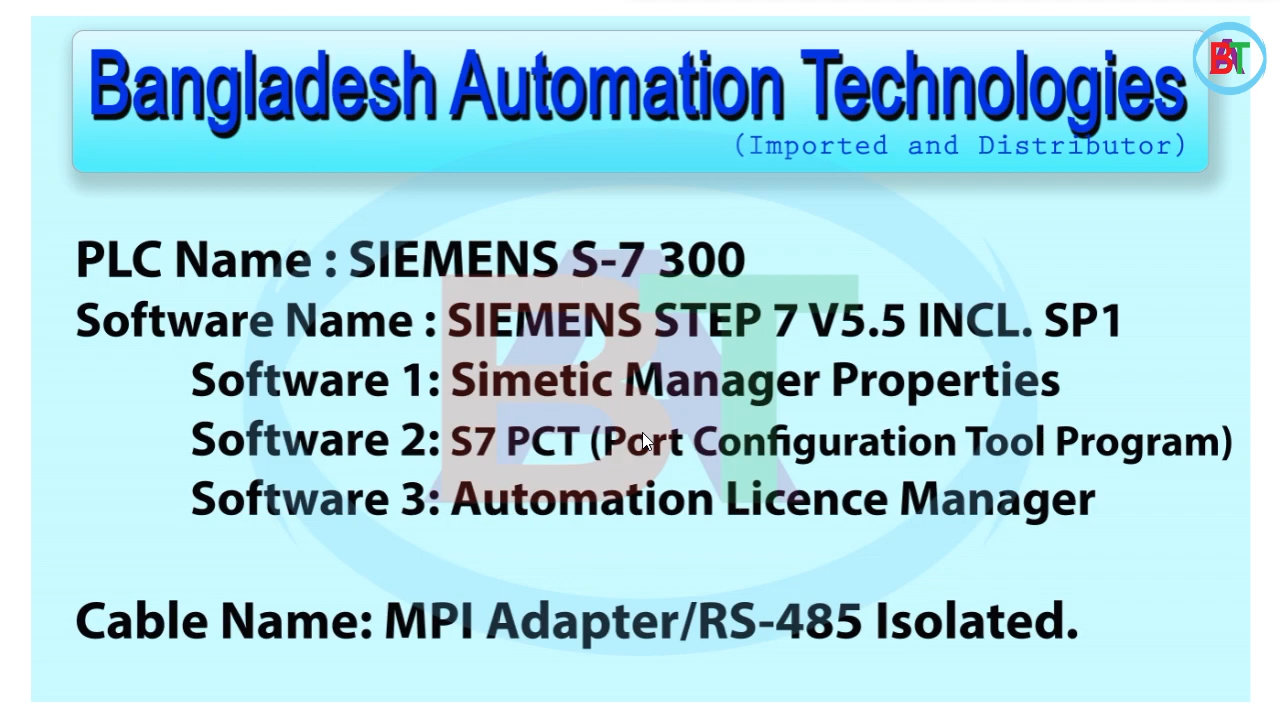 Bangladesh Automation Technologies
BAT
(Imported and Distributor)
PLC Name : SIEMENS S-7 300
Software Name : SIEMENS STEP 7 V5.5 INCL. SP1
Software 1: Simetic Manager Properties
Software 2: S7 PCT (Port Configuration Tool Program)
Software 3: Automation Licence Manager
Cable Name: MPI Adapter/RS-485 Isolated.